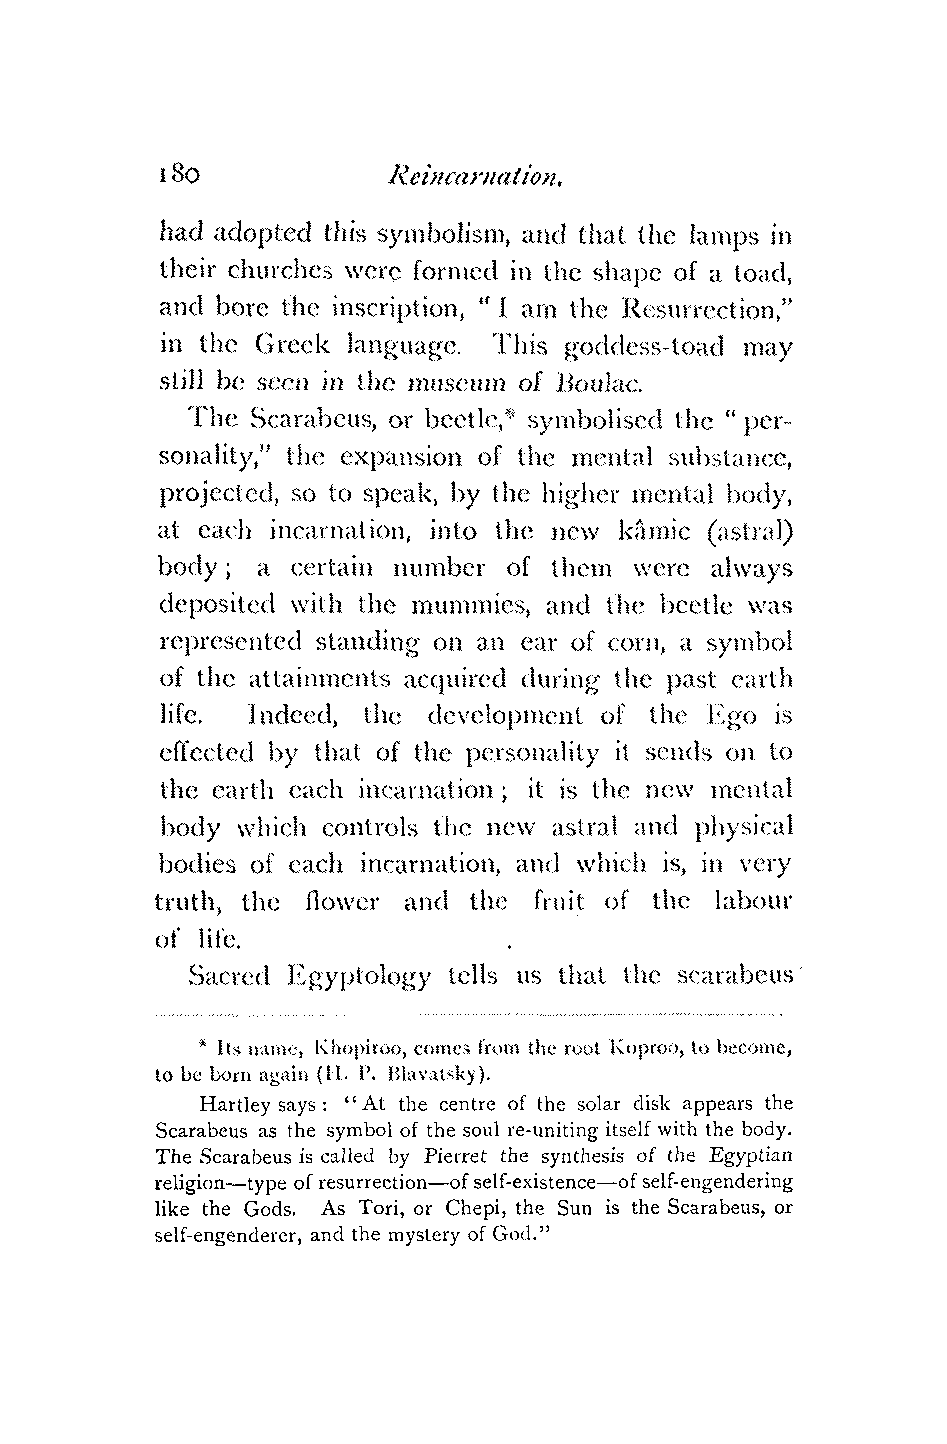 180 Reincarnation.
had adopted this symbolism, and that the lamps in
their churches were formed in the shape of a toad,
and bore the inscription, "I am the Resurrection,"
in the Greek language. This goddess-toad may
still be seen in the museum of Boulac.
The Scarabeus, or beetle,* symbolised the "per-
sonality," the expansion of the mental substance,
projected, so to speak, by the higher mental body,
at each incarnation, into the new kâmic (astral)
body; a certain number of them were always
deposited with the mummies, and the beetle was
represented standing on an ear of corn, a symbol
of the attainments acquired during the past earth
life. Indeed, the development of the Ego is
effected by that of the personality it sends on to
the earth each incarnation; it is the new mental
body which controls the new astral and physical
bodies of each incarnation, and which is, in very
truth, the flower and the fruit of the labour
of life.
Sacred Egyptology tells us that the scarabeus
* Its name, Khopiroo, comes from the root Koproo, to become,
to be born again (H. P. Blavatsky).
Hartley says: "At the centre of the solar disk appears the
Scarabeus as the symbol of the soul re-uniting itself with the body.
The Scarabeus is called by Pierret the synthesis of the Egyptian
religion—type of resurrection—of self-existence—of self-engendering
like the Gods. As Tori, or Chepi, the Sun is the Scarabeus, or
self-engenderer, and the mystery of God."